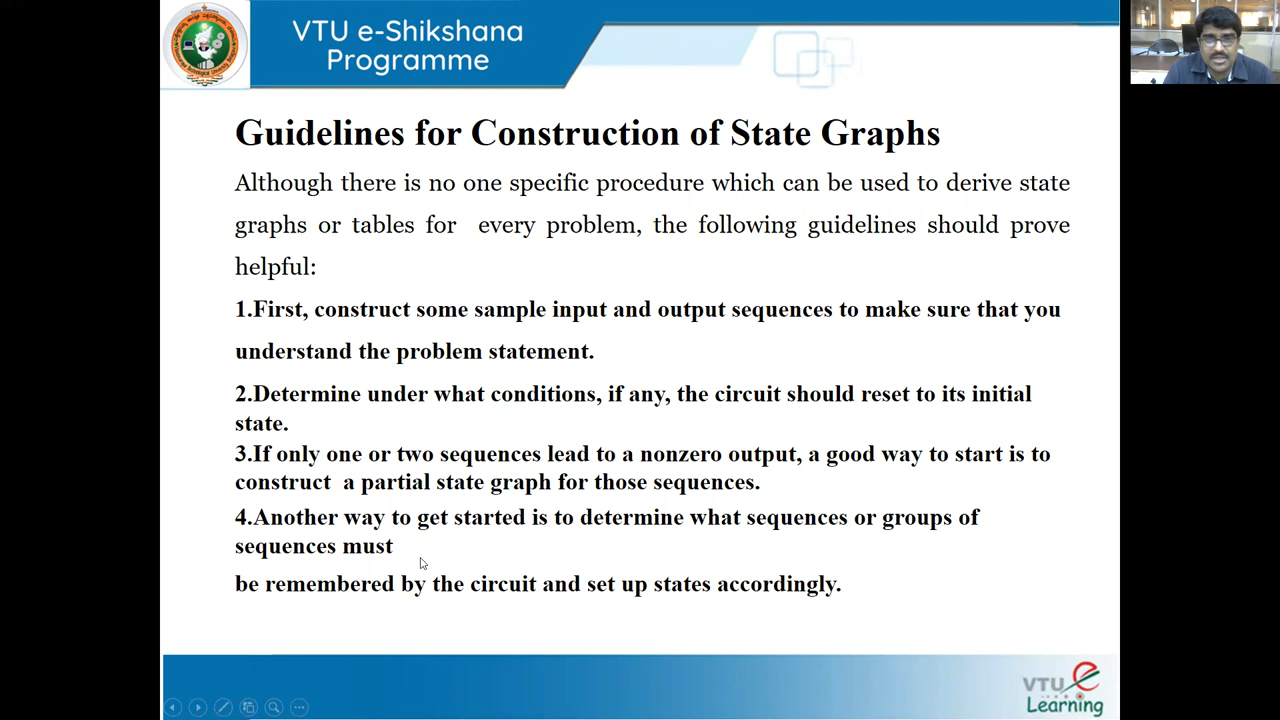 VTU e-Shikshana
Programme
Guidelines for Construction of State Graphs
Although there is no one specific procedure which can be used to derive state
graphs or tables for every problem, the following guidelines should prove
helpful:
1.First, construct some sample input and output sequences to make sure that you
understand the problem statement.
2.Determine under what conditions, if any, the circuit should reset to its initial
state.
3.If only one or two sequences lead to a nonzero output, a good way to start is to
construct a partial state graph for those sequences.
4.Another way to get started is to determine what sequences or groups of
sequences must
be remembered by the circuit and set up states accordingly.
VTU e
Learning